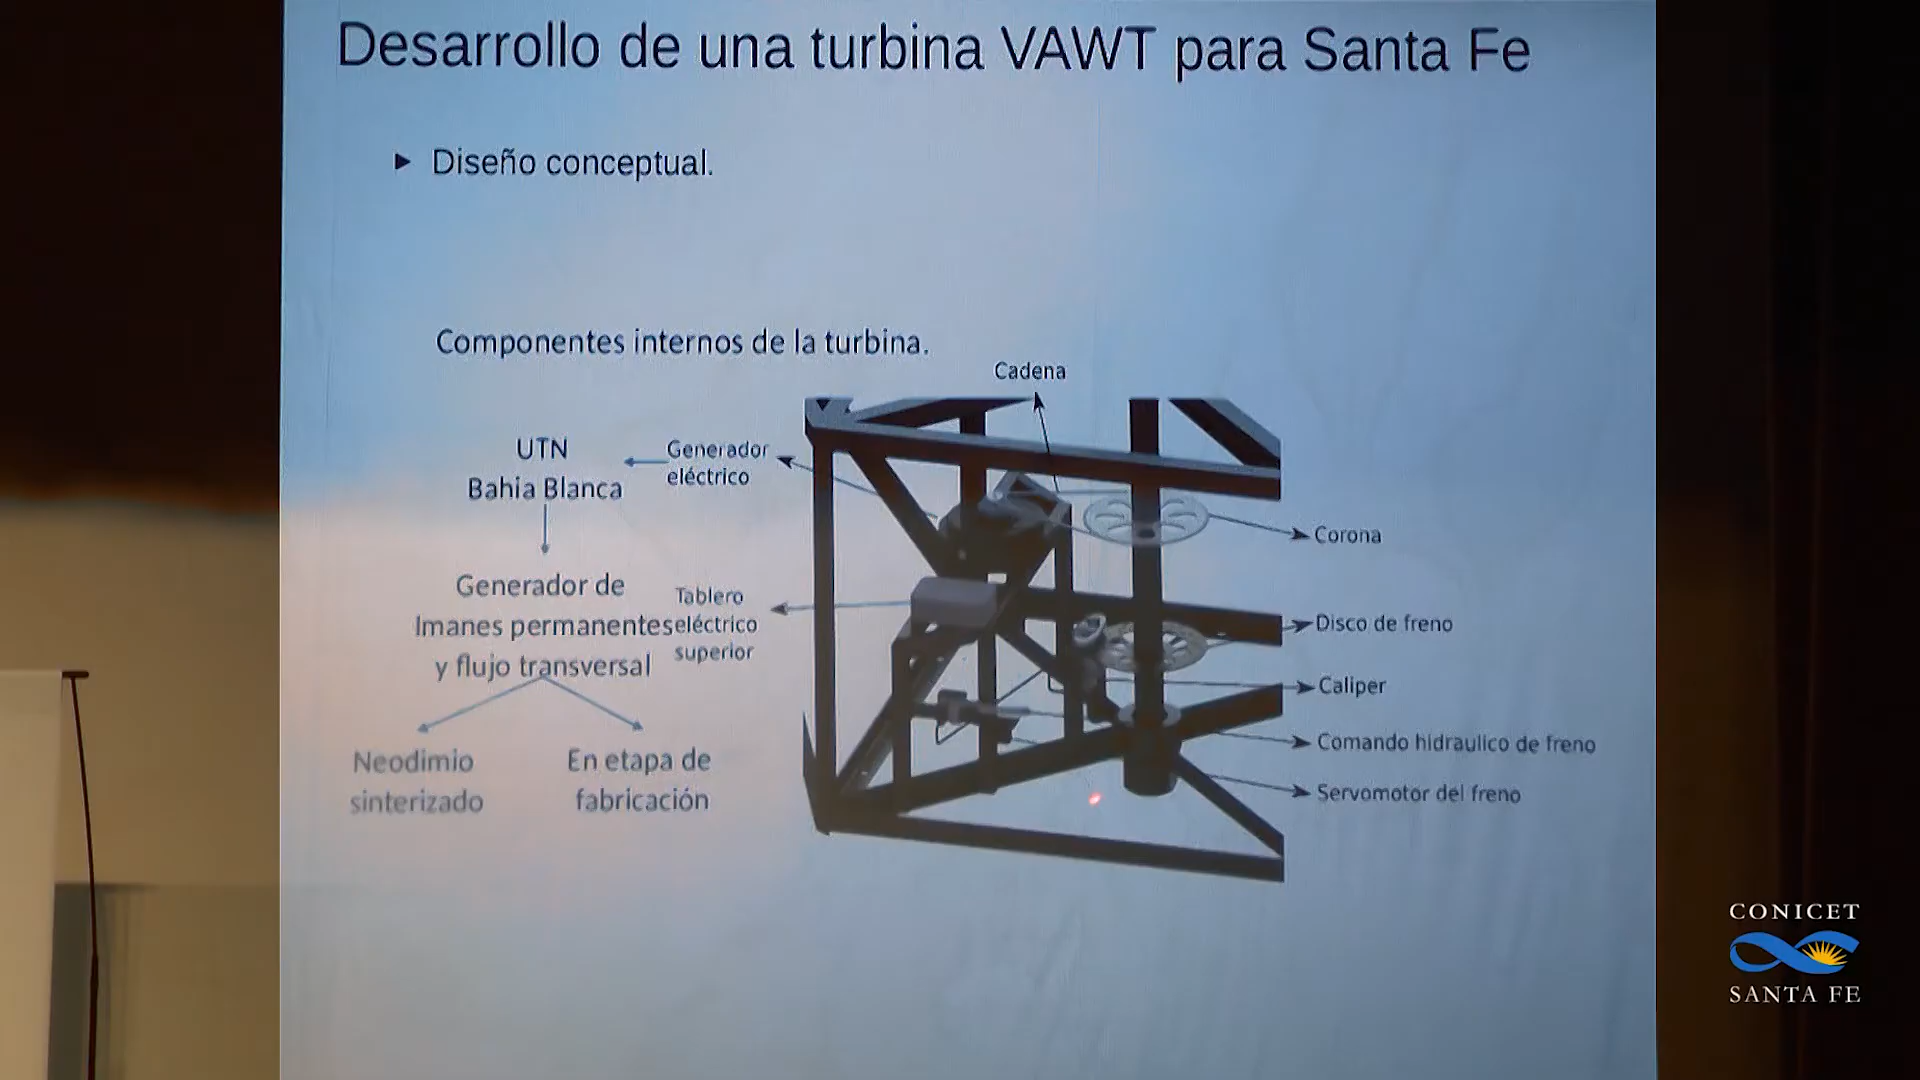 Desarrollo de una turbina VAWT para Santa Fe
▶ Diseño conceptual.
Componentes internos de la turbina.
Cadena
UTN
Bahia Blanca
Generador
eléctrico
Corona
Generador de
Imanes permanentes
y flujo transversal
Tablero
eléctrico
superior
Disco de freno
Caliper
Comando hidraulico de freno
Servomotor del freno
Neodimio
sinterizado
En etapa de
fabricación
CONICET
SANTA FE